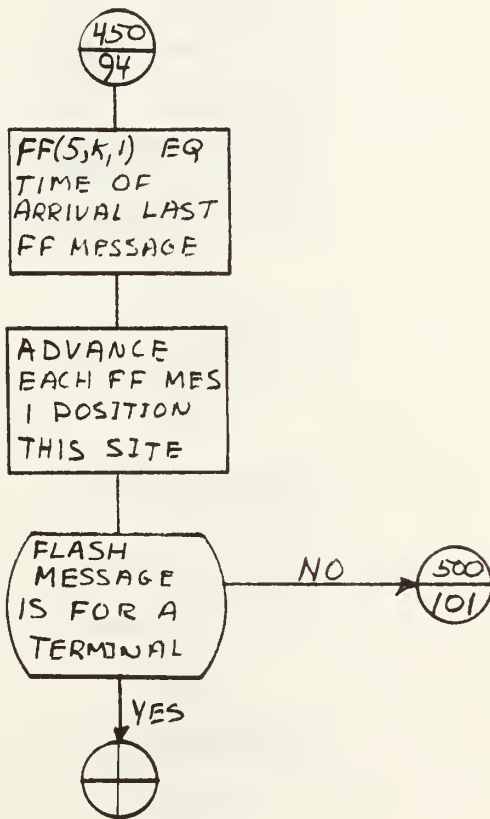 450
94
FF(5,K,1) EQ
TIME OF
ARRIVAL LAST
FF MESSAGE
ADVANCE
EACH FF MES
1 POSITION
THIS SITE
FLASH
MESSAGE
IS FOR A
TERMINAL
NO
500
101
YES